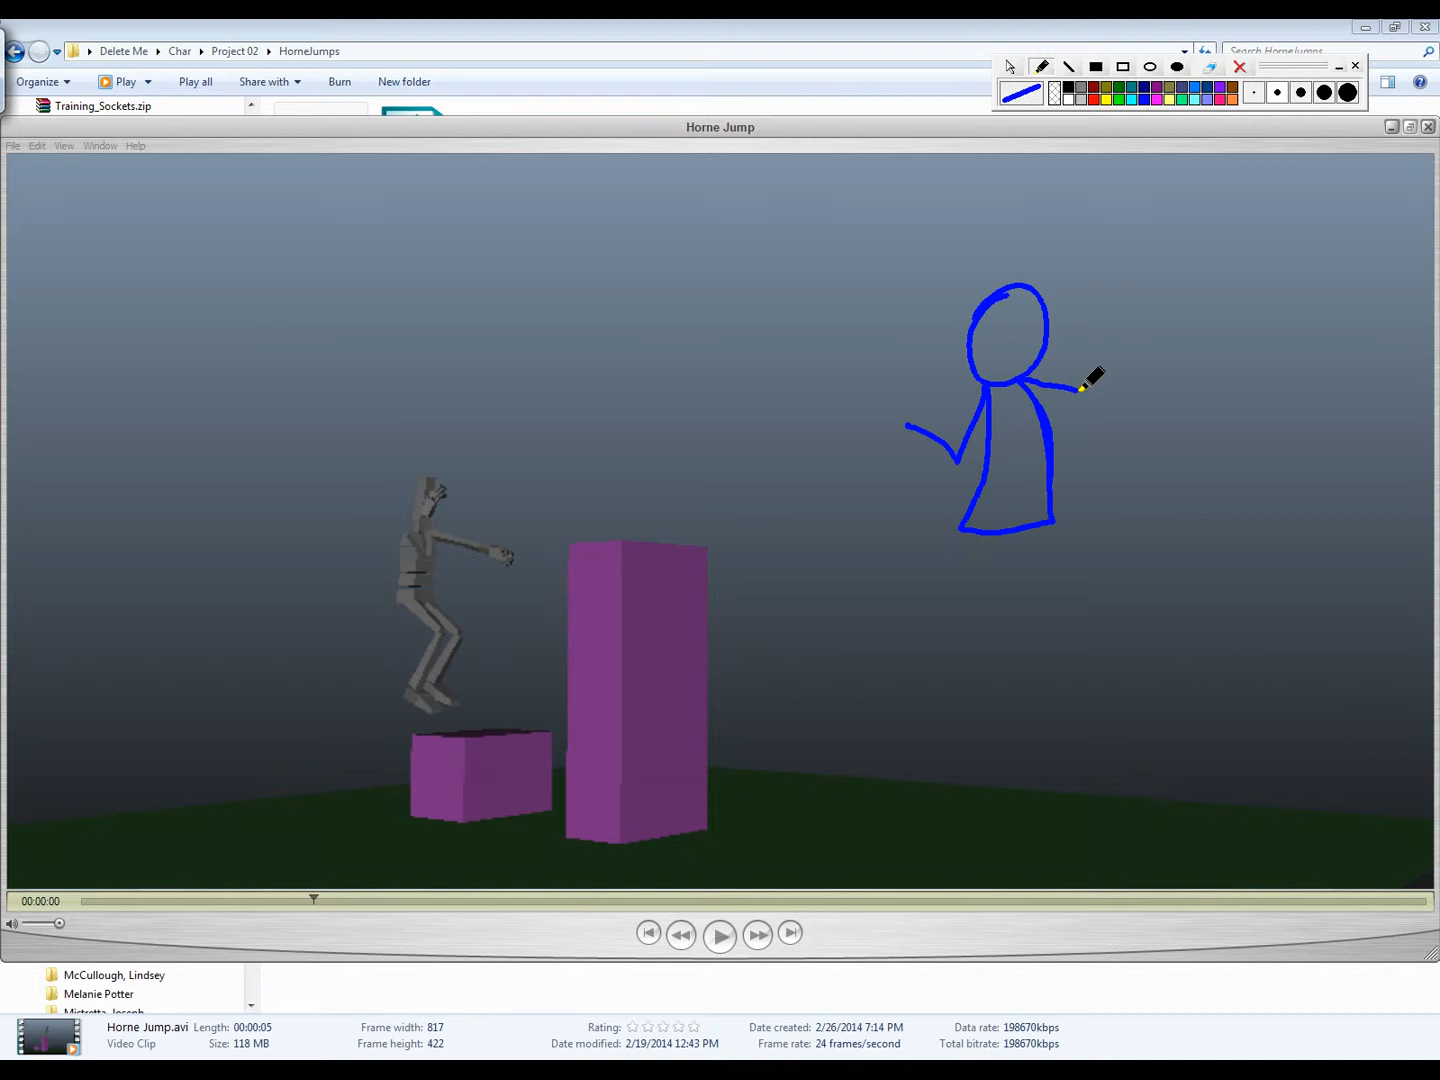 Delete Me Char Project 02 HorneJumps
Search HorneJumps
Organize Play Play all Share with Burn New folder
Training_Sockets.zip
Horne Jump
File Edit View Window Help
00:00:00
McCullough, Lindsey
Melanie Potter
Mistretta, Joseph
Horne Jump.avi Length: 00:00:05 Frame width: 817 Rating: Date created: 2/26/2014 7:14 PM Data rate: 198670kbps
Video Clip Size: 118 MB Frame height: 422 Date modified: 2/19/2014 12:43 PM Frame rate: 24 frames/second Total bitrate: 198670kbps